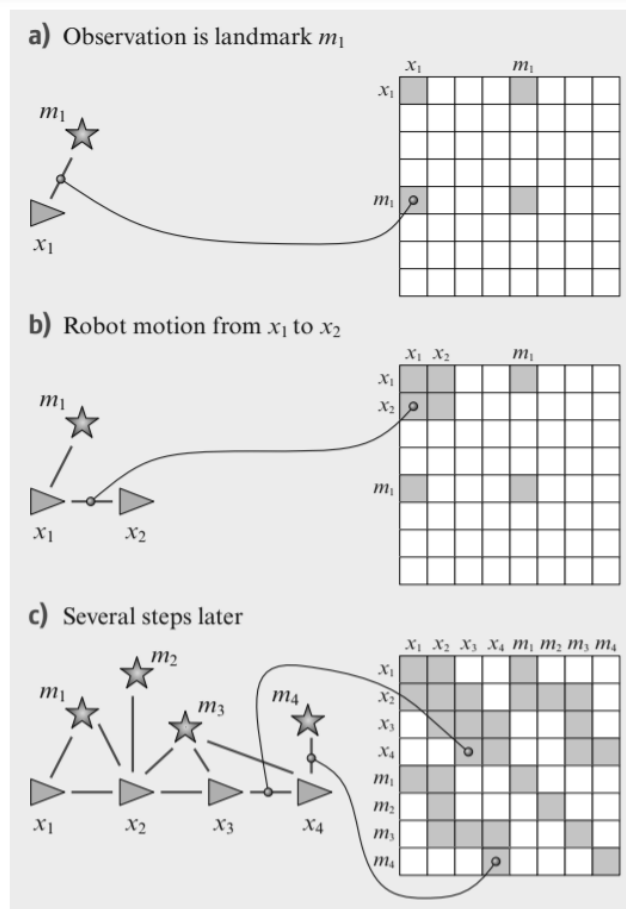 a) Observation is landmark m₁
x₁ m₁
x₁
m₁
m₁
x₁
b) Robot motion from x₁ to x₂
x₁ x₂ m₁
x₁
x₂
m₁
m₁
x₁ x₂
c) Several steps later
x₁ x₂ x₃ x₄ m₁ m₂ m₃ m₄
x₁
x₂
x₃
x₄
m₁
m₂
m₃
m₄
m₂
m₁
m₃
m₄
x₁ x₂ x₃ x₄